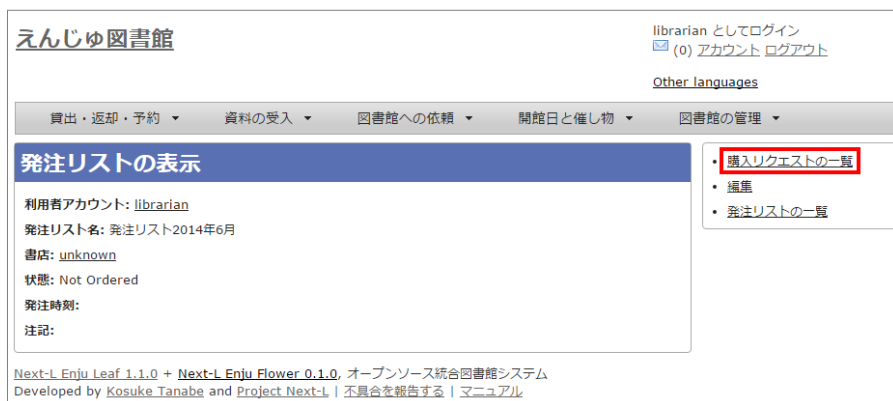 えんじゅ図書館
librarian としてログイン
(0) アカウント ログアウト
Other languages
貸出・返却・予約 ▼ 資料の受入 ▼ 図書館への依頼 ▼ 開館日と催し物 ▼ 図書館の管理 ▼
発注リストの表示
利用者アカウント: librarian
発注リスト名: 発注リスト2014年6月
書店: unknown
状態: Not Ordered
発注時刻:
注記:
• 購入リクエストの一覧
• 編集
• 発注リストの一覧
Next-L Enju Leaf 1.1.0 + Next-L Enju Flower 0.1.0, オープンソース統合図書館システム
Developed by Kosuke Tanabe and Project Next-L | 不具合を報告する | マニュアル